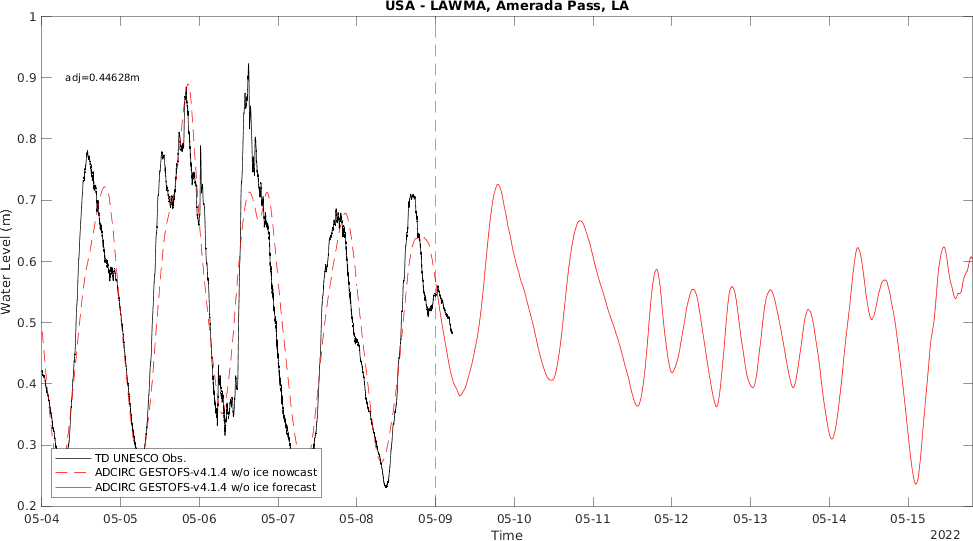 USA - LAWMA, Amerada Pass, LA
adj=0.44628m
Water Level (m)
1
0.9
0.8
0.7
0.6
0.5
0.4
0.3
0.2
TD UNESCO Obs.
ADCIRC GESTOFS-v4.1.4 w/o ice nowcast
ADCIRC GESTOFS-v4.1.4 w/o ice forecast
05-04 05-05 05-06 05-07 05-08 05-09 05-10 05-11 05-12 05-13 05-14 05-15
Time
2022